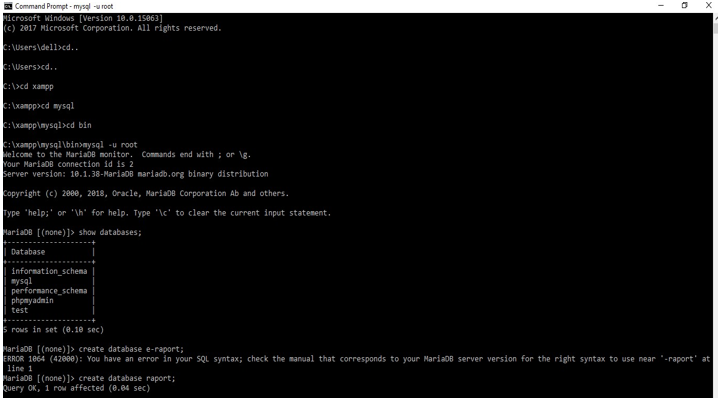 Command Prompt - mysql -u root
Microsoft Windows [Version 10.0.15063]
(c) 2017 Microsoft Corporation. All rights reserved.
C:\Users\dell>cd..
C:\Users>cd..
C:\>cd xampp
C:\xampp>cd mysql
C:\xampp\mysql>cd bin
C:\xampp\mysql\bin>mysql -u root
Welcome to the MariaDB monitor.  Commands end with ; or \g.
Your MariaDB connection id is 2
Server version: 10.1.38-MariaDB mariadb.org binary distribution
Copyright (c) 2000, 2018, Oracle, MariaDB Corporation Ab and others.
Type 'help;' or '\h' for help. Type '\c' to clear the current input statement.
MariaDB [(none)]> show databases;
+--------------------+
| Database           |
+--------------------+
| information_schema |
| mysql              |
| performance_schema |
| phpmyadmin         |
| test               |
+--------------------+
5 rows in set (0.10 sec)
MariaDB [(none)]> create database e-raport;
ERROR 1064 (42000): You have an error in your SQL syntax; check the manual that corresponds to your MariaDB server version for the right syntax to use near '-raport' at
line 1
MariaDB [(none)]> create database raport;
Query OK, 1 row affected (0.04 sec)